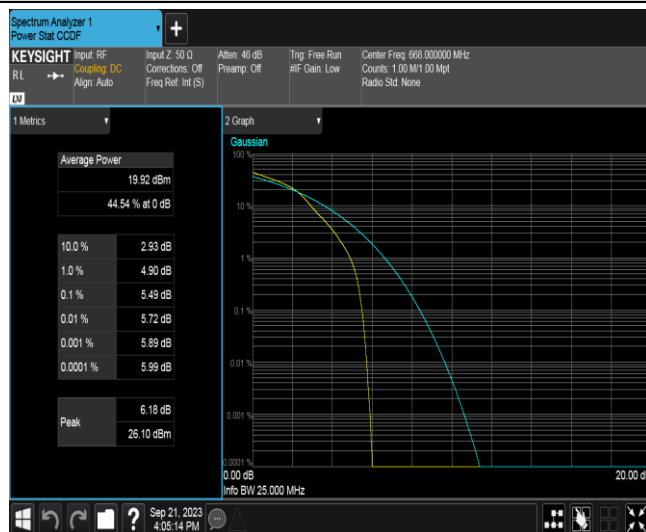 Spectrum Analyzer 1
Power Stat CCDF
+
KEYSIGHT
RL
LXI
Input: RF
Coupling: DC
Align: Auto
Input Z: 50 Ω
Corrections: Off
Freq Ref: Int (S)
Atten: 46 dB
Preamp: Off
Trig: Free Run
#IF Gain: Low
Center Freq: 668.000000 MHz
Counts: 1.00 M/1.00 Mpt
Radio Std: None
1 Metrics
Average Power
19.92 dBm
44.54 % at 0 dB
10.0 % 2.93 dB
1.0 % 4.90 dB
0.1 % 5.49 dB
0.01 % 5.72 dB
0.001 % 5.89 dB
0.0001 % 5.99 dB
Peak
6.18 dB
26.10 dBm
2 Graph
Gaussian
100 %
10 %
1 %
0.1 %
0.01 %
0.001 %
0.0001 %
0.00 dB
20.00 d
Info BW 25.000 MHz
?
Sep 21, 2023
4:05:14 PM